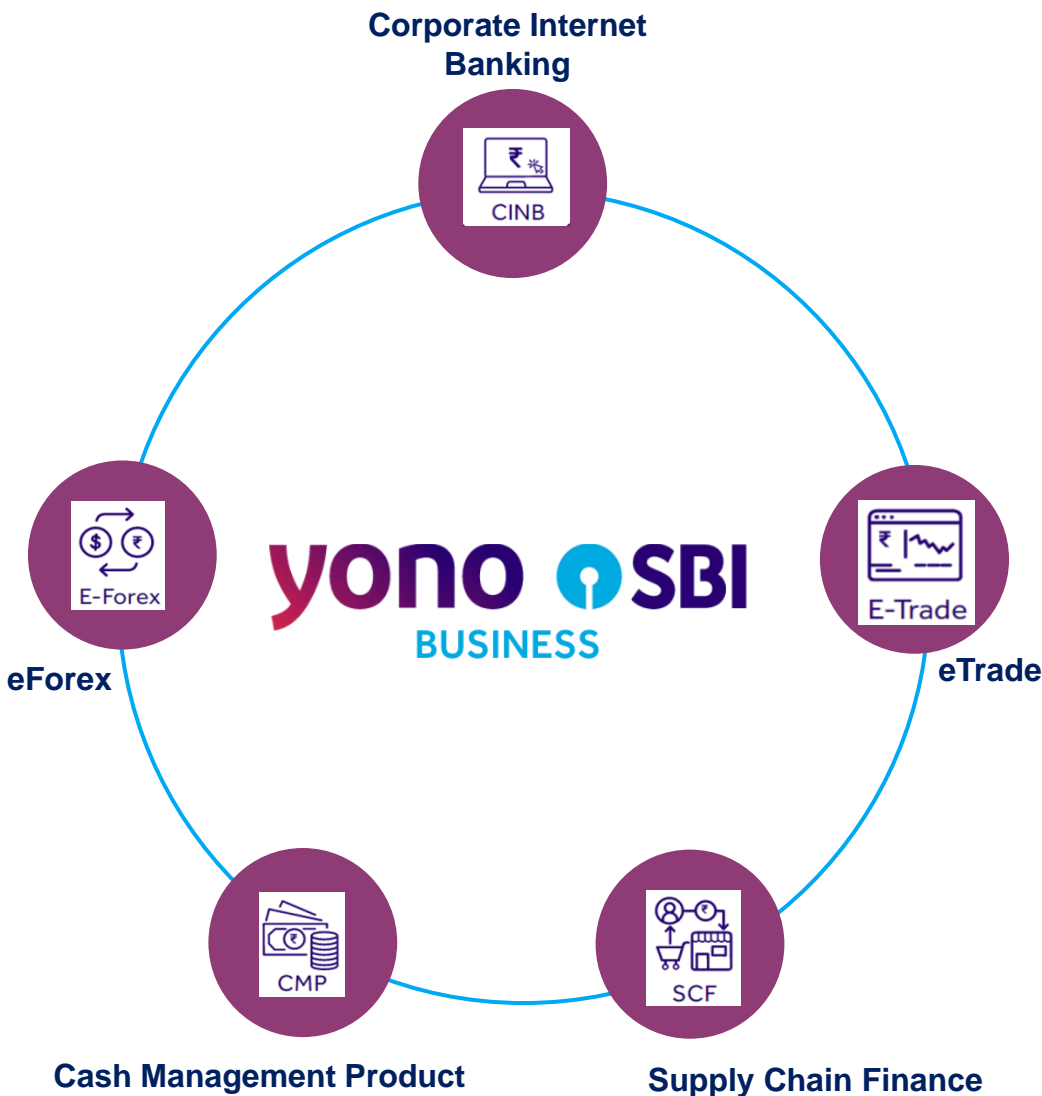 Corporate Internet
Banking
₹
CINB
$ ₹
E-Forex
eForex
yono SBI
BUSINESS
₹
E-Trade
eTrade
₹
CMP
Cash Management Product
₹
SCF
Supply Chain Finance